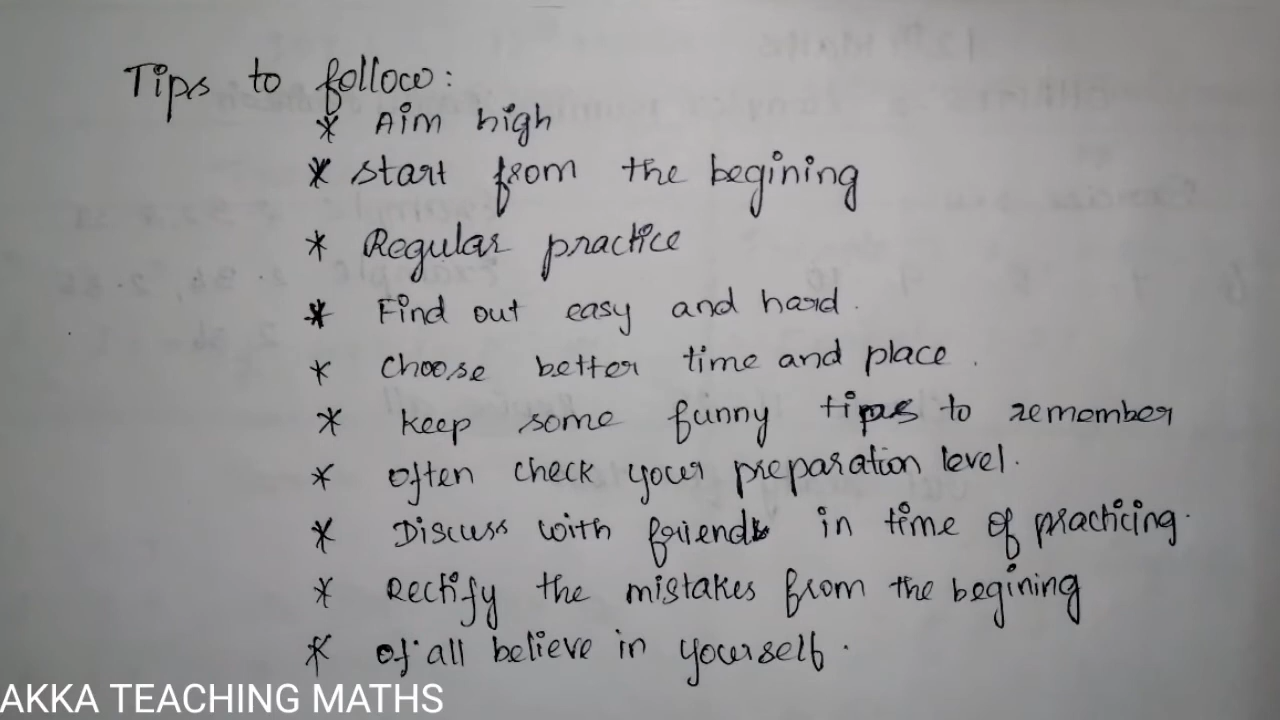 Tips to follow:
* Aim high
* start from the begining
* Regular practice
* Find out easy and hard.
* Choose better time and place.
* keep some funny tips to remember
* often check your preparation level.
* Discuss with friends in time of practicing.
* Rectify the mistakes from the begining
* of all believe in yourself.
AKKA TEACHING MATHS